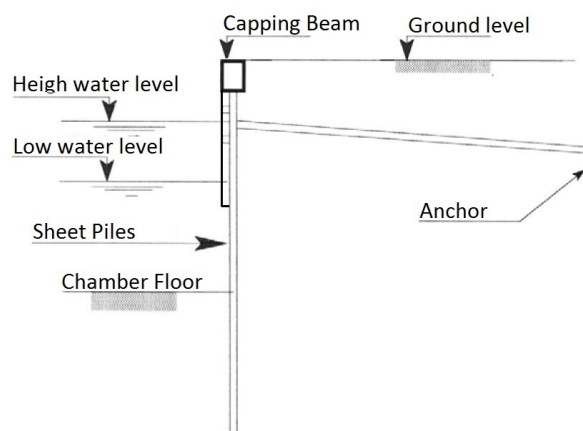 Capping Beam
Ground level
Heigh water level
Low water level
Anchor
Sheet Piles
Chamber Floor